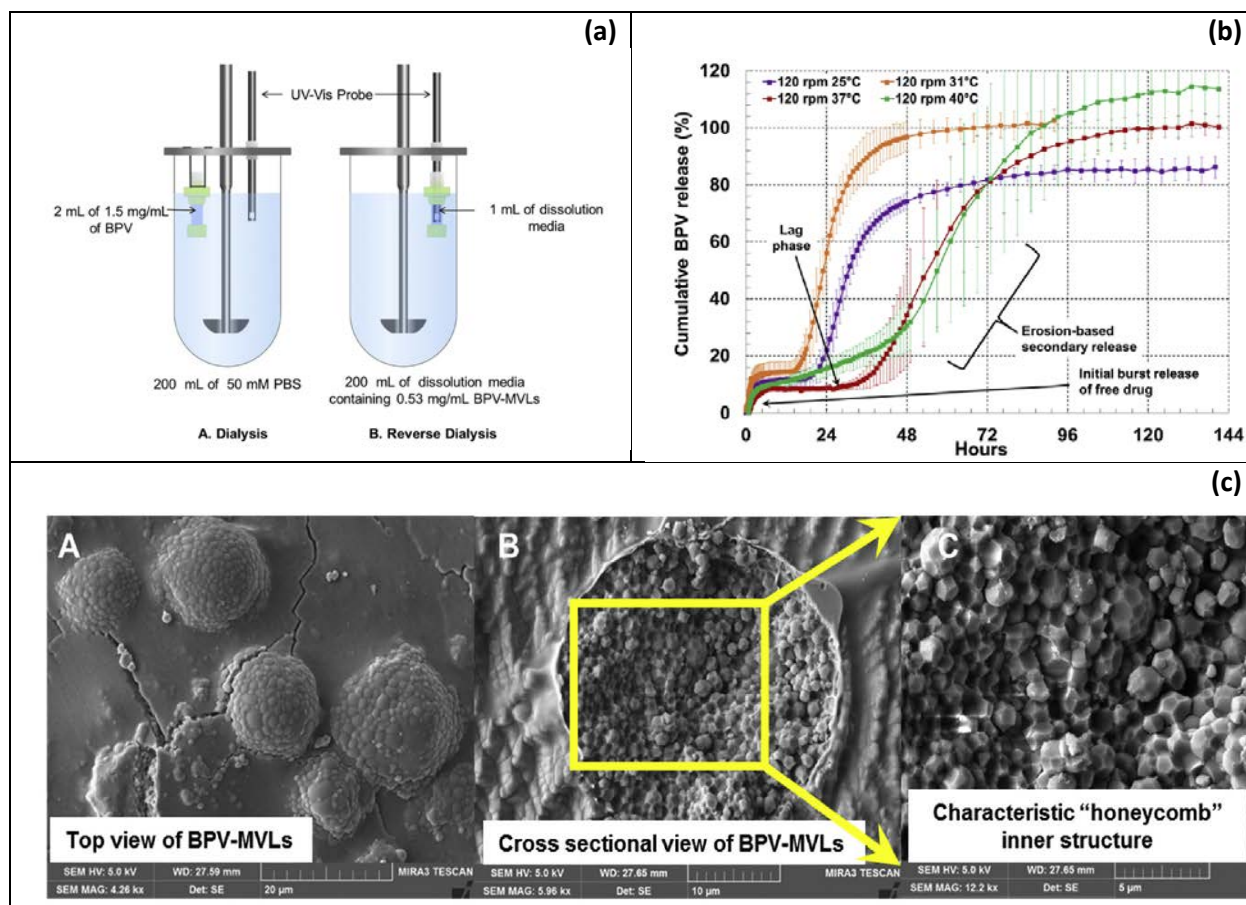 (a)
UV-Vis Probe
2 mL of 1.5 mg/mL
of BPV
1 mL of dissolution
media
200 mL of 50 mM PBS
200 mL of dissolution media
containing 0.53 mg/mL BPV-MVLs
A. Dialysis
B. Reverse Dialysis
(b)
120
100
80
60
40
20
0
Cumulative BPV release (%)
120 rpm 25°C
120 rpm 31°C
120 rpm 37°C
120 rpm 40°C
Lag
phase
Erosion-based
secondary release
Initial burst release
of free drug
0
24
48
72
96
120
144
Hours
(c)
A
Top view of BPV-MVLs
SEM HV: 5.0 kV
WD: 27.59 mm
MIRA3 TESCAN
SEM MAG: 4.26 kx
Det: SE
20 µm
B
Cross sectional view of BPV-MVLs
SEM HV: 5.0 kV
WD: 27.65 mm
MIRA3 TESCAN
SEM MAG: 5.96 kx
Det: SE
10 µm
C
Characteristic “honeycomb”
inner structure
SEM HV: 5.0 kV
WD: 27.65 mm
SEM MAG: 12.2 kx
Det: SE
5 µm